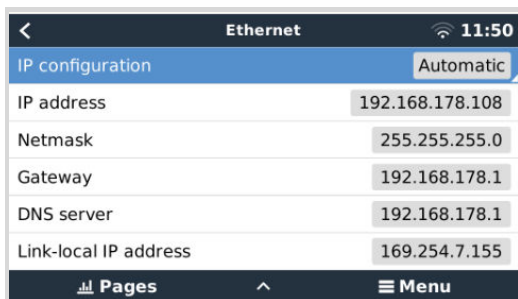 Ethernet 11:50
IP configuration Automatic
IP address 192.168.178.108
Netmask 255.255.255.0
Gateway 192.168.178.1
DNS server 192.168.178.1
Link-local IP address 169.254.7.155
Pages Menu